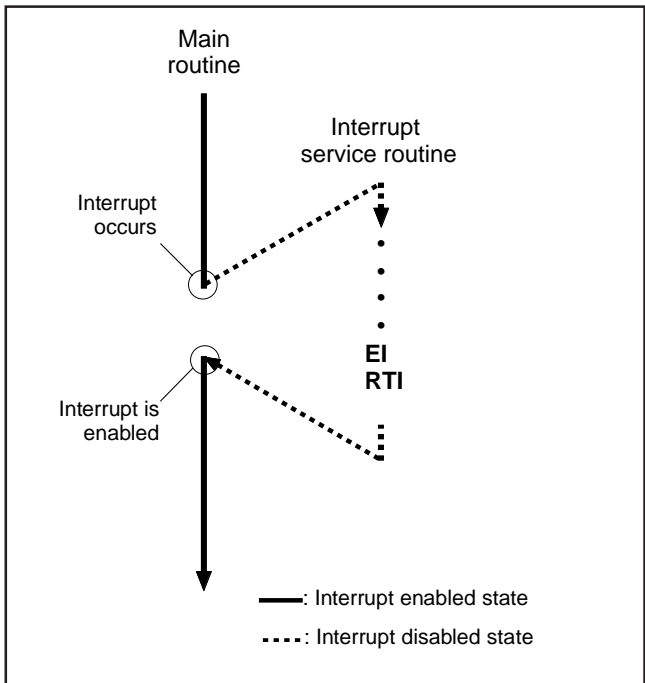 Main
routine
Interrupt
service routine
Interrupt
occurs
EI
RTI
Interrupt is
enabled
: Interrupt enabled state
: Interrupt disabled state